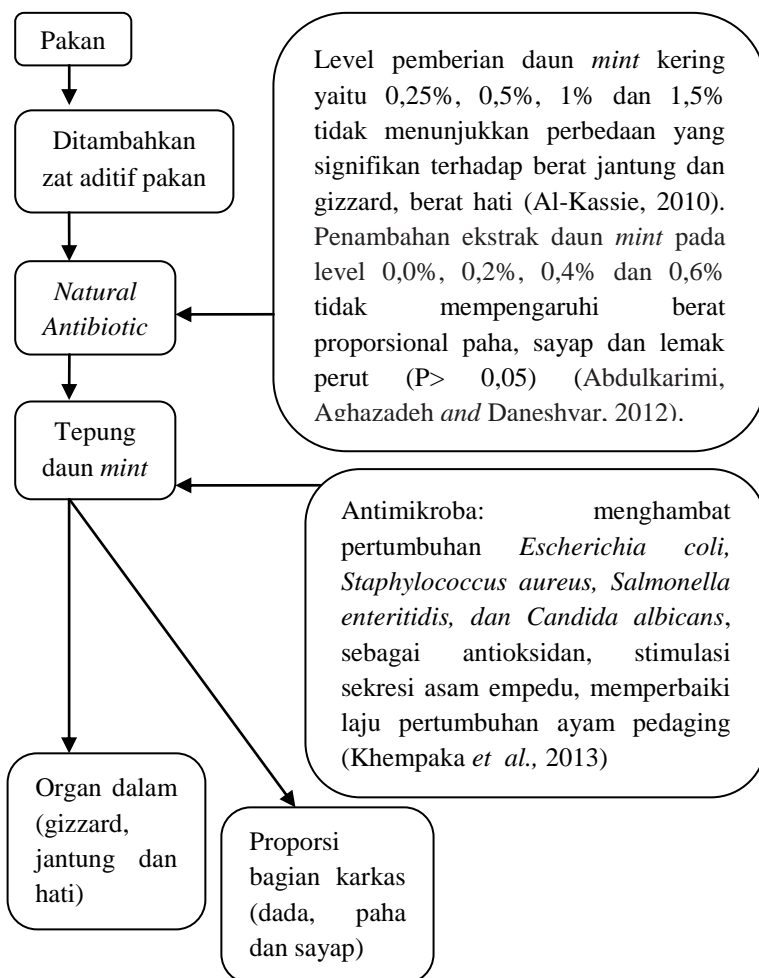 Pakan
Ditambahkan
zat aditif pakan
Natural
Antibiotic
Tepung
daun mint
Level pemberian daun mint kering
yaitu 0,25%, 0,5%, 1% dan 1,5%
tidak menunjukkan perbedaan yang
signifikan terhadap berat jantung dan
gizzard, berat hati (Al-Kassie, 2010).
Penambahan ekstrak daun mint pada
level 0,0%, 0,2%, 0,4% dan 0,6%
tidak mempengaruhi berat
proporsional paha, sayap dan lemak
perut (P> 0,05) (Abdulkarimi,
Aghazadeh and Daneshvar, 2012).
Antimikroba: menghambat
pertumbuhan Escherichia coli,
Staphylococcus aureus, Salmonella
enteritidis, dan Candida albicans,
sebagai antioksidan, stimulasi
sekresi asam empedu, memperbaiki
laju pertumbuhan ayam pedaging
(Khempaka et al., 2013)
Organ dalam
(gizzard,
jantung dan
hati)
Proporsi
bagian karkas
(dada, paha
dan sayap)